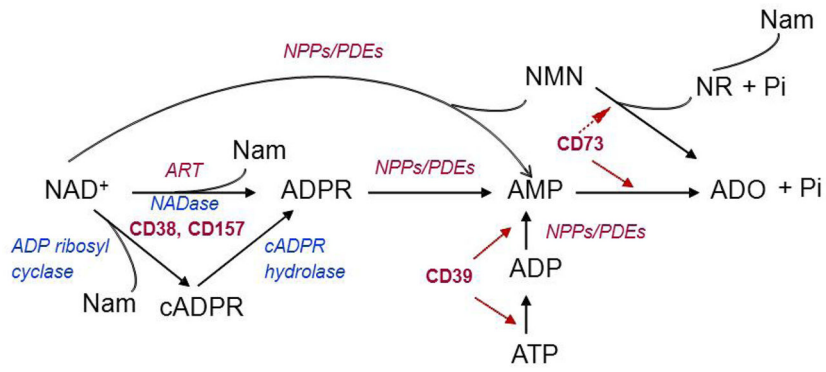 Nam
NPPs/PDEs
NMN
NR + Pi
CD73
ART
Nam
NPPs/PDEs
NAD⁺
ADPR
AMP
ADO + Pi
NADase
CD38, CD157
NPPs/PDEs
ADP ribosyl
cyclase
cADPR
hydrolase
CD39
ADP
Nam
cADPR
ATP